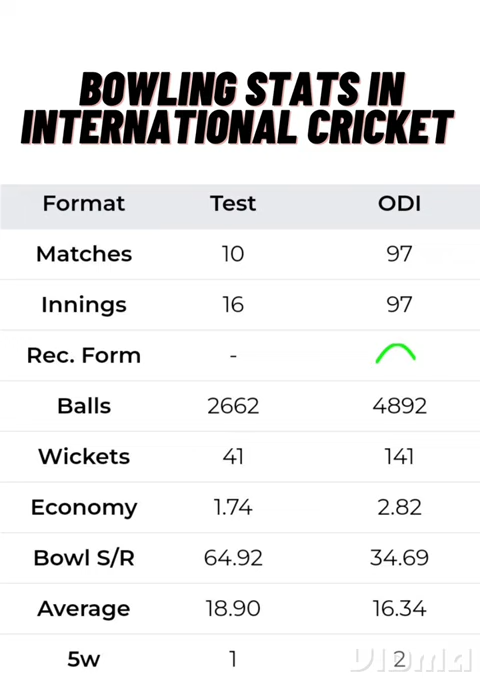 BOWLING STATS IN
INTERNATIONAL CRICKET
Format Test ODI
Matches 10 97
Innings 16 97
Rec. Form -
Balls 2662 4892
Wickets 41 141
Economy 1.74 2.82
Bowl S/R 64.92 34.69
Average 18.90 16.34
5w 1 2
VIDMA